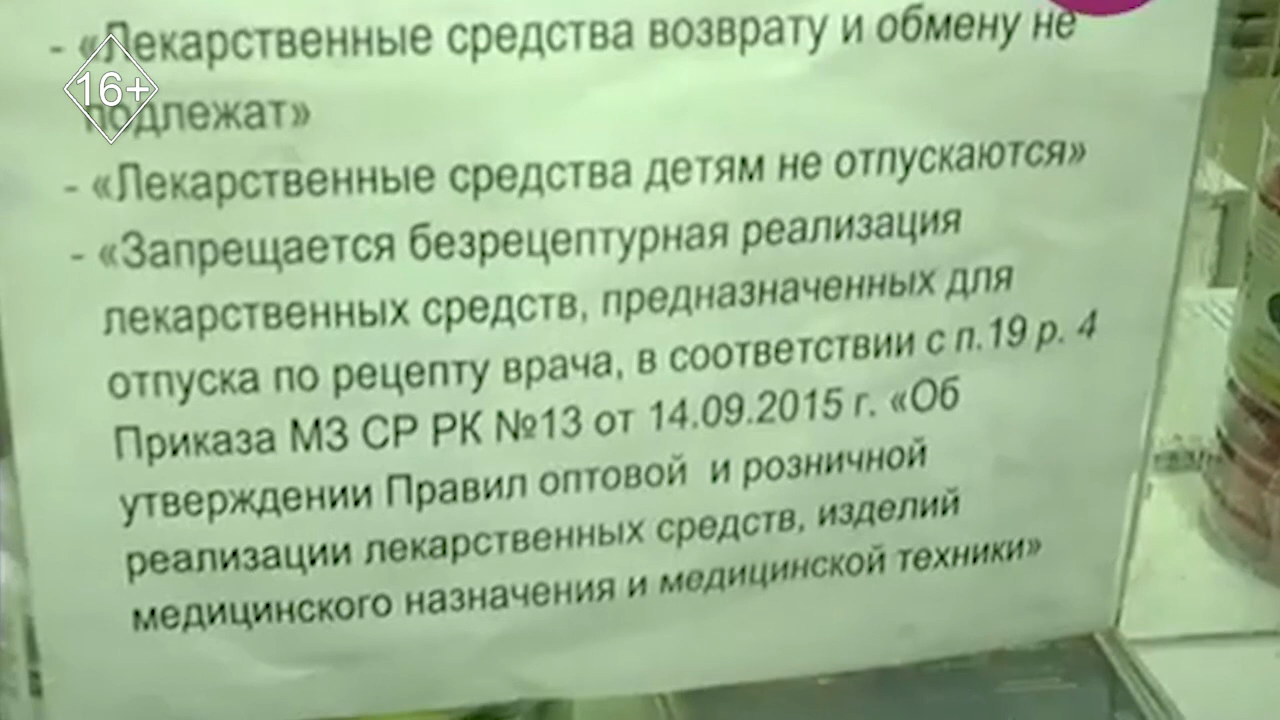 - «Лекарственные средства возврату и обмену не
16+
подлежат»
- «Лекарственные средства детям не отпускаются»
- «Запрещается безрецептурная реализация
лекарственных средств, предназначенных для
отпуска по рецепту врача, в соответствии с п.19 р. 4
Приказа МЗ СР РК №13 от 14.09.2015 г. «Об
утверждении Правил оптовой и розничной
реализации лекарственных средств, изделий
медицинского назначения и медицинской техники»